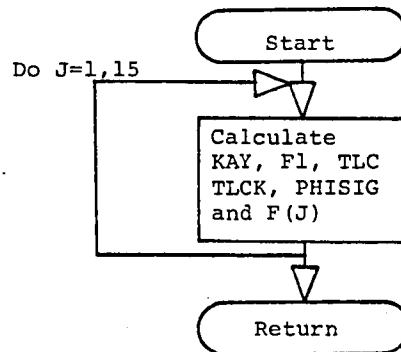 Start
Do J=1,15
Calculate
KAY, F1, TLC
TLCK, PHISIG
and F(J)
Return